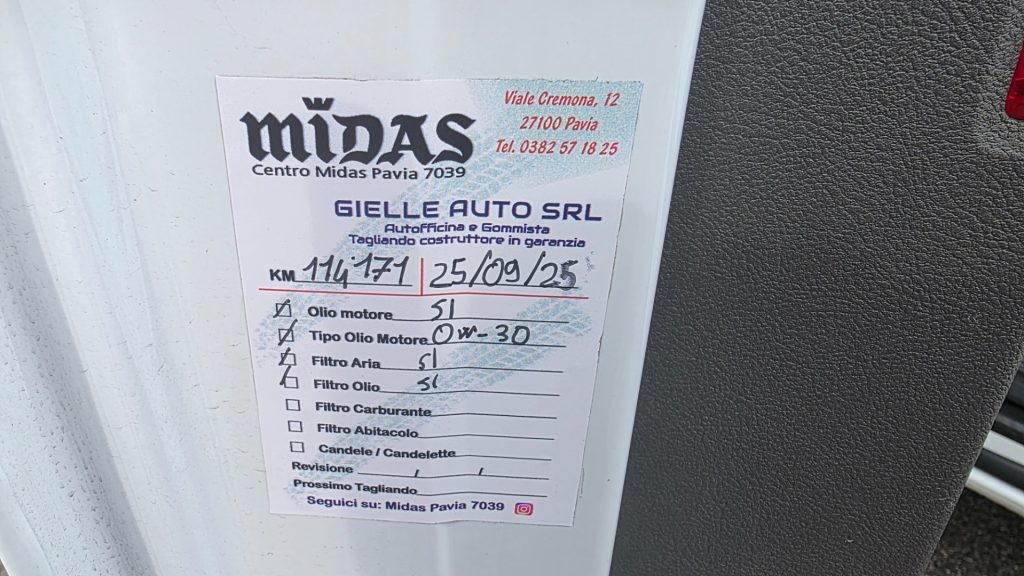 MIDAS
Centro Midas Pavia 7039
Viale Cremona, 12
27100 Pavia
Tel. 0382 57 18 25
GIELLE AUTO SRL
Autofficina e Gommista
Tagliando costruttore in garanzia
KM 114'171 25/09/25
Olio motore SI
Tipo Olio Motore 0W-30
Filtro Aria SI
Filtro Olio SI
Filtro Carburante
Filtro Abitacolo
Candele / Candelette
Revisione / /
Prossimo Tagliando
Seguici su: Midas Pavia 7039